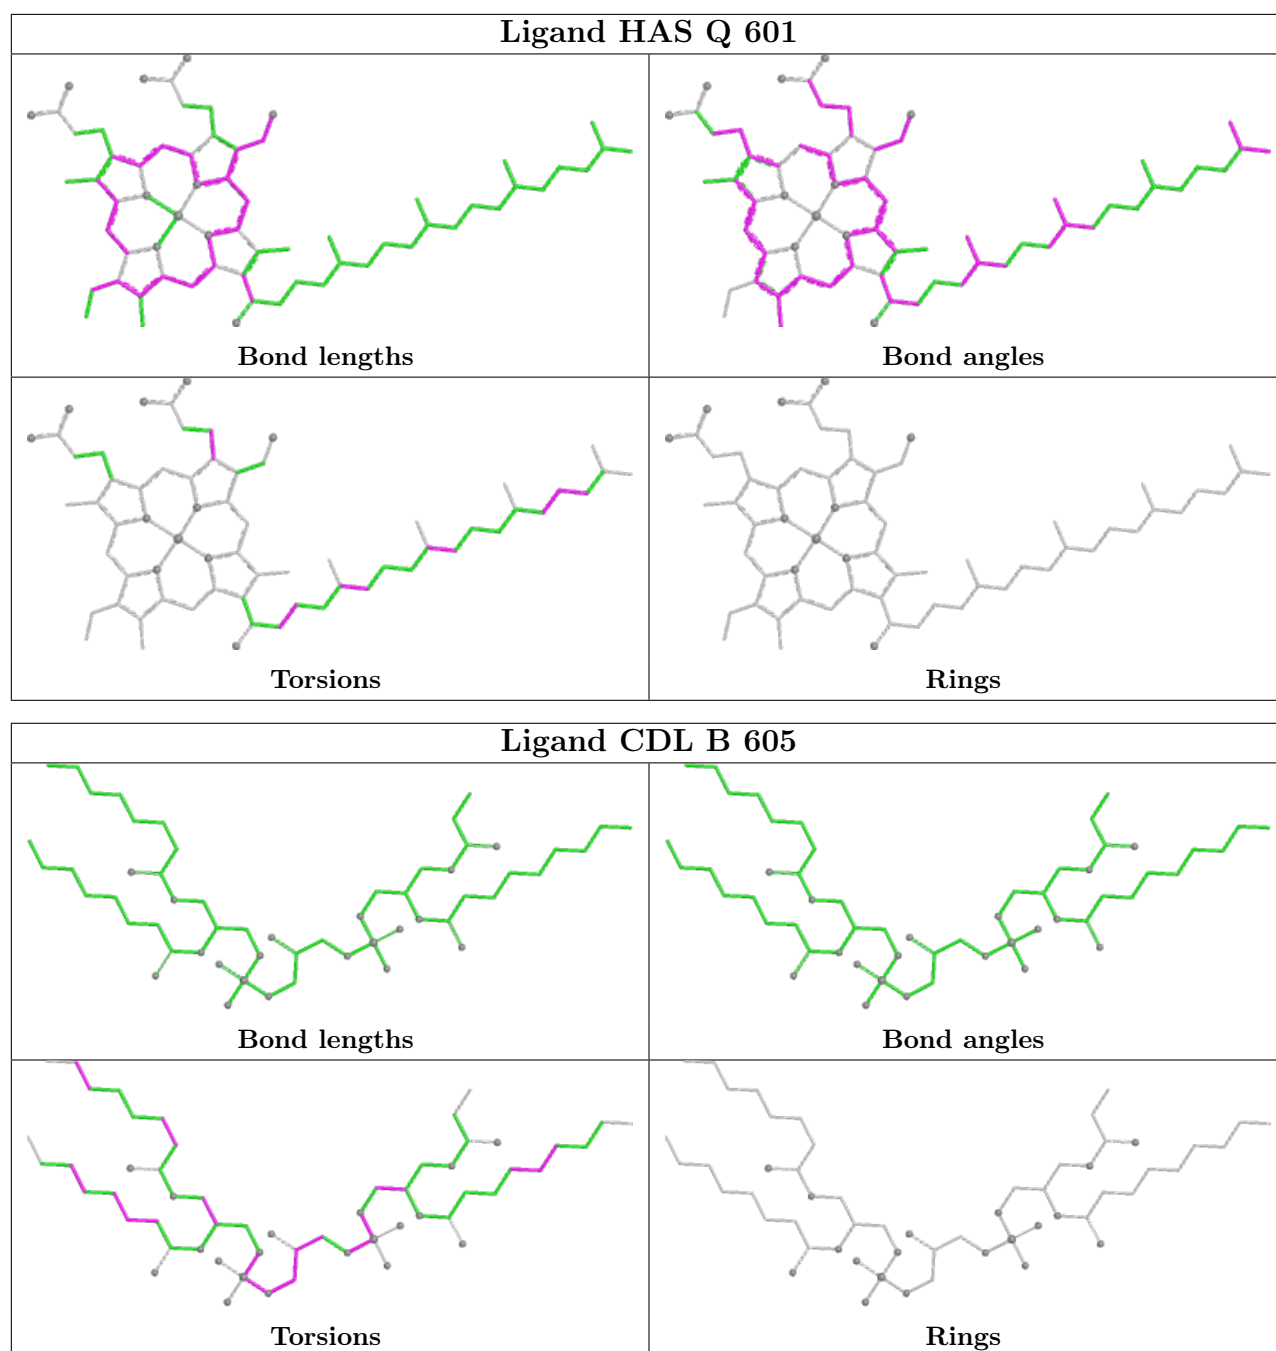 Ligand HAS Q 601
Bond lengths
Bond angles
Torsions
Rings
Ligand CDL B 605
Bond lengths
Bond angles
Torsions
Rings